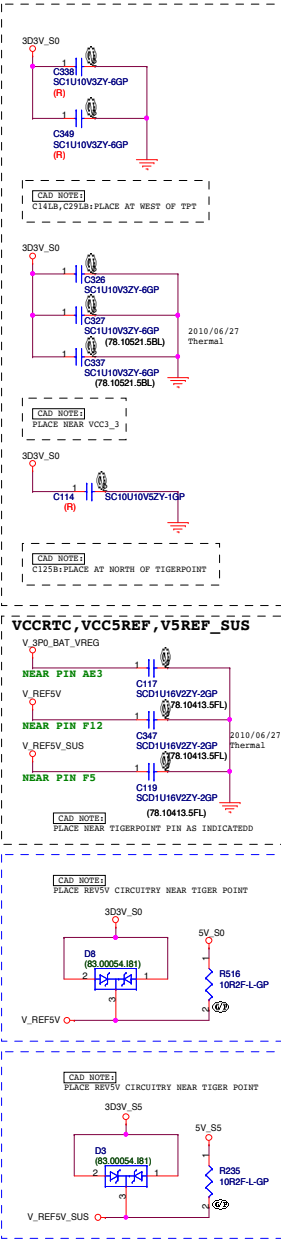 3D3V_S0
1
C338
SC1U10V3ZY-6GP
(R)
1
C349
SC1U10V3ZY-6GP
(R)
CAD NOTE:
C14LB,C29LB:PLACE AT WEST OF TPT
3D3V_S0
1
C326
SC1U10V3ZY-6GP
1
C327
SC1U10V3ZY-6GP
(78.10521.5BL)
2010/06/27
Thermal
1
C337
SC1U10V3ZY-6GP
(78.10521.5BL)
CAD NOTE:
PLACE NEAR VCC3_3
3D3V_S0
1
C114
SC10U10V5ZY-1GP
(R)
CAD NOTE:
C125B:PLACE AT NORTH OF TIGERPOINT
VCCRTC,VCC5REF,V5REF_SUS
V_3P0_BAT_VREG
1
NEAR PIN AE3
C117
SCD1U16V2ZY-2GP
(78.10413.5FL)
V_REF5V
1
NEAR PIN F12
C347
SCD1U16V2ZY-2GP
(78.10413.5FL)
2010/06/27
Thermal
V_REF5V_SUS
1
NEAR PIN F5
C119
SCD1U16V2ZY-2GP
(78.10413.5FL)
CAD NOTE:
PLACE NEAR TIGERPOINT PIN AS INDICATEDD
CAD NOTE:
PLACE REV5V CIRCUITRY NEAR TIGER POINT
3D3V_S0
5V_S0
D8
(83.00054.I81)
2 1
3
1
R516
10R2F-L-GP
2
V_REF5V
CAD NOTE:
PLACE REV5V CIRCUITRY NEAR TIGER POINT
3D3V_S5
5V_S5
D3
(83.00054.I81)
2 1
3
1
R235
10R2F-L-GP
2
V_REF5V_SUS